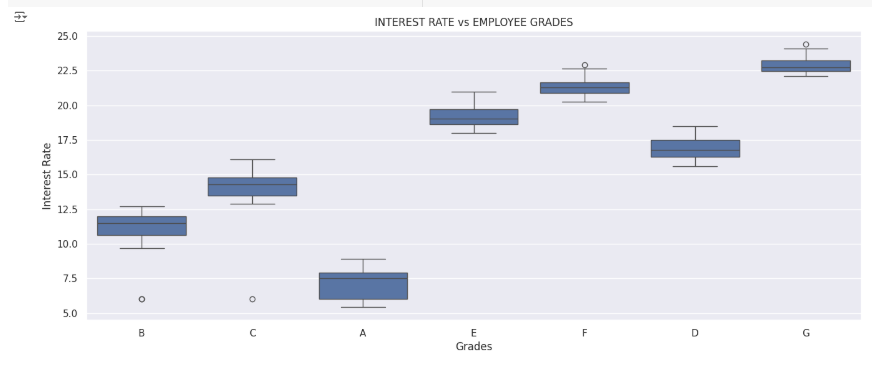 INTEREST RATE vs EMPLOYEE GRADES
25.0
22.5
20.0
17.5
15.0
12.5
10.0
7.5
5.0
Interest Rate
B C A E F D G
Grades